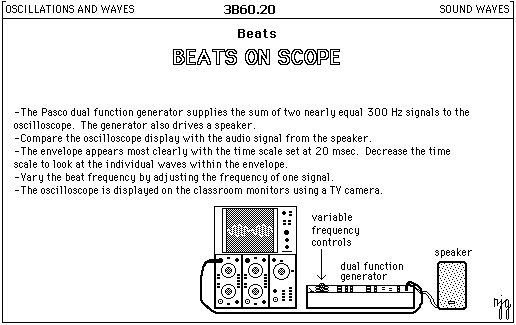 OSCILLATIONS AND WAVES 3B60.20 SOUND WAVES
Beats
BEATS ON SCOPE
-The Pasco dual function generator supplies the sum of two nearly equal 300 Hz signals to the
oscilloscope. The generator also drives a speaker.
-Compare the oscilloscope display with the audio signal from the speaker.
-The envelope appears most clearly with the time scale set at 20 msec. Decrease the time
scale to look at the individual waves within the envelope.
-Vary the beat frequency by adjusting the frequency of one signal.
-The oscilloscope is displayed on the classroom monitors using a TV camera.
variable
frequency
controls
speaker
dual function
generator
njg